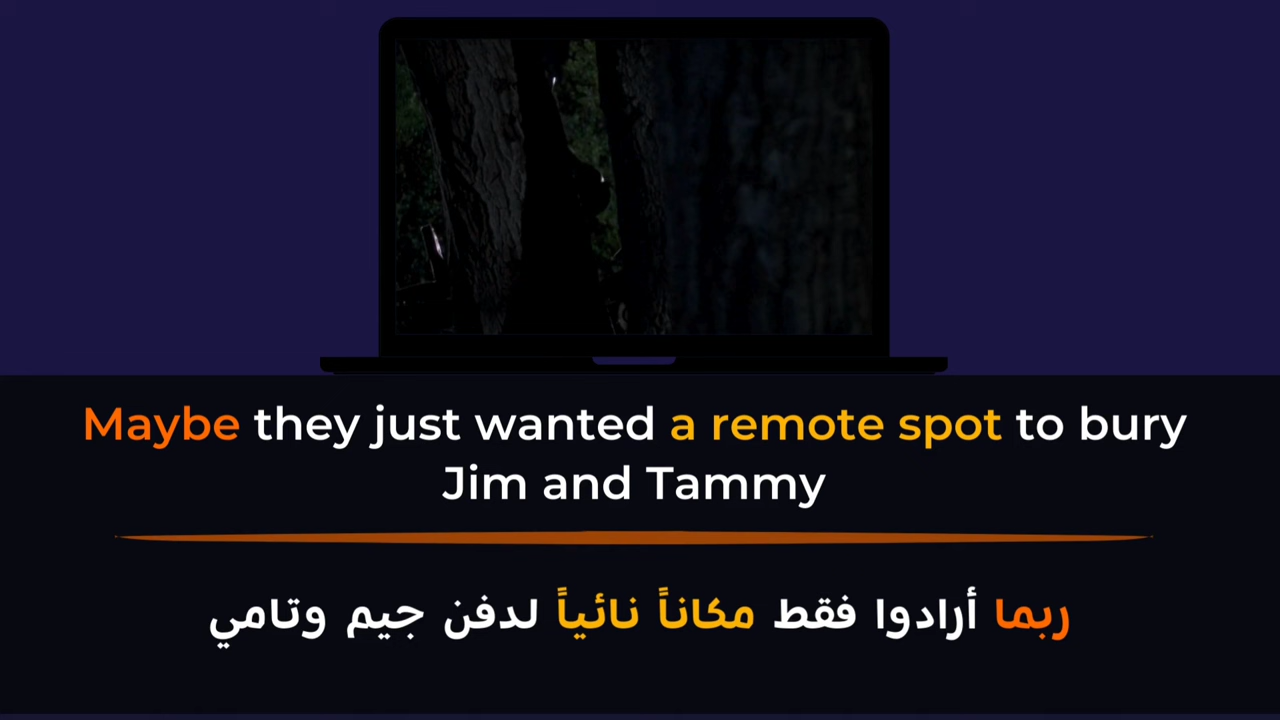 Maybe they just wanted a remote spot to bury
Jim and Tammy
ربما أرادوا فقط مكاناً نائياً لدفن جيم وتامي